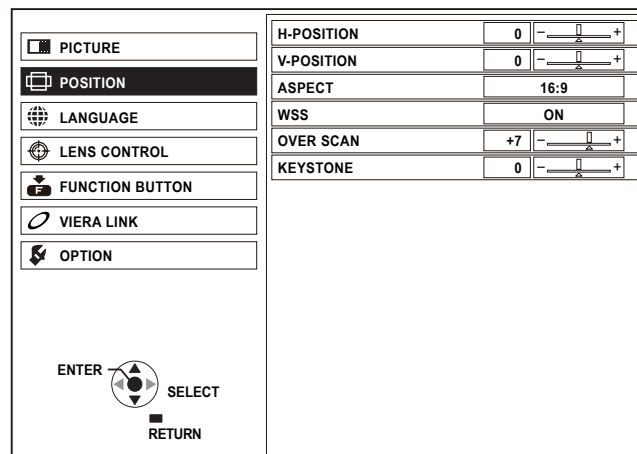 PICTURE
POSITION
LANGUAGE
LENS CONTROL
F FUNCTION BUTTON
VIERA LINK
OPTION
ENTER
SELECT
RETURN
H-POSITION 0 - +
V-POSITION 0 - +
ASPECT 16:9
WSS ON
OVER SCAN +7 - +
KEYSTONE 0 - +